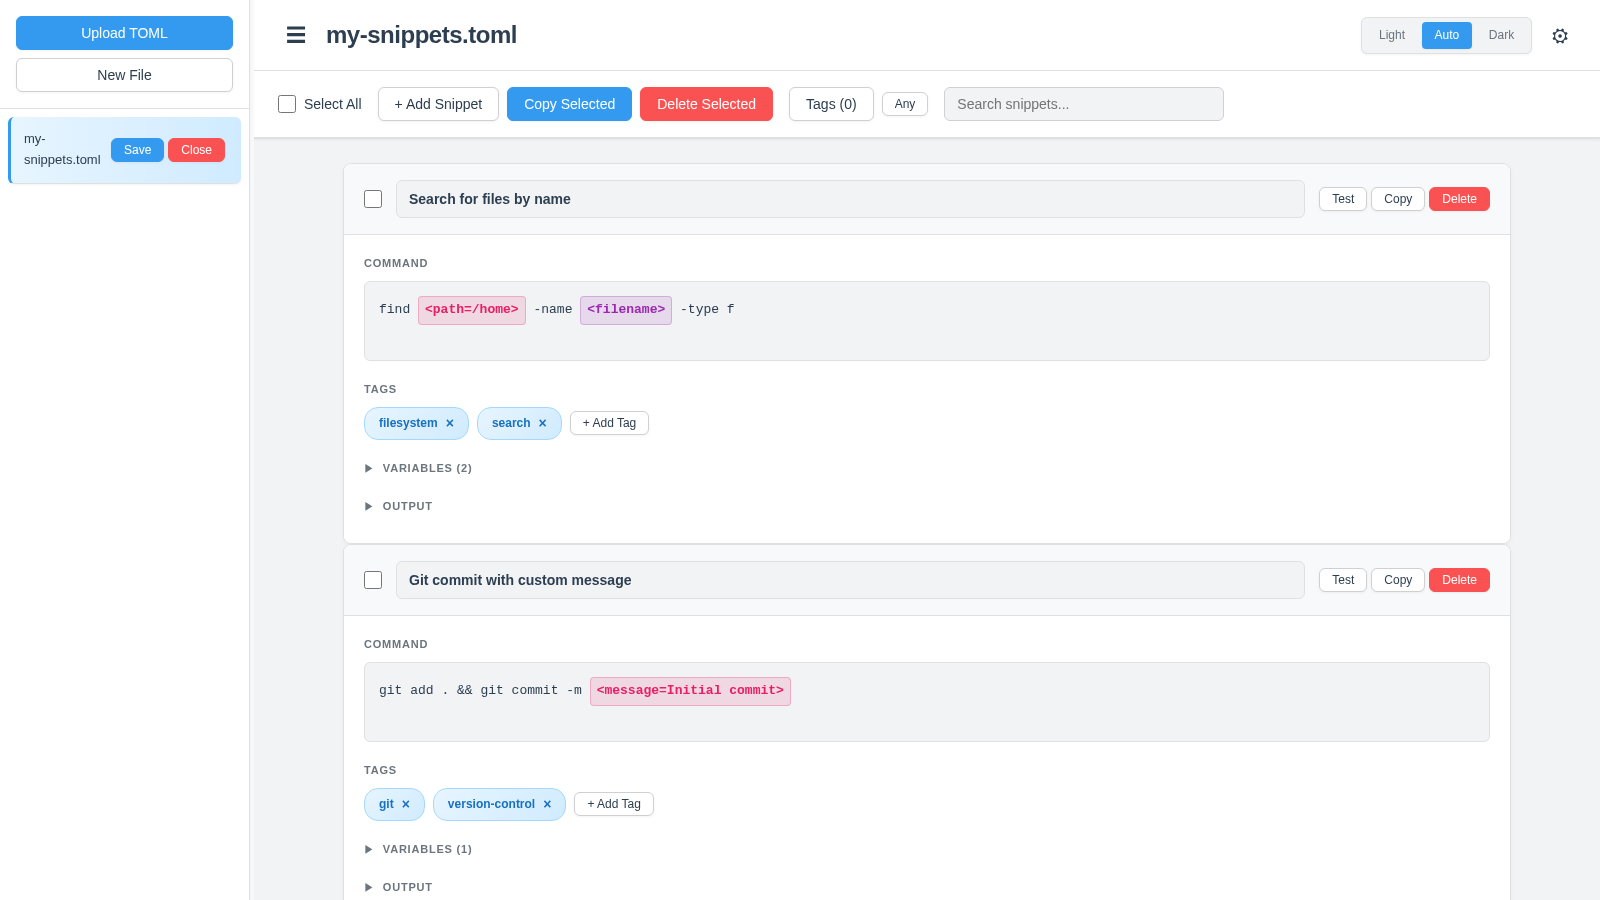 Upload TOML
New File
my-
snippets.toml
Save
Close
my-snippets.toml
Light
Auto
Dark
Select All
+ Add Snippet
Copy Selected
Delete Selected
Tags (0)
Any
Search snippets...
Search for files by name
Test
Copy
Delete
COMMAND
find <path=/home> -name <filename> -type f
TAGS
filesystem ×
search ×
+ Add Tag
VARIABLES (2)
OUTPUT
Git commit with custom message
Test
Copy
Delete
COMMAND
git add . && git commit -m <message=Initial commit>
TAGS
git ×
version-control ×
+ Add Tag
VARIABLES (1)
OUTPUT